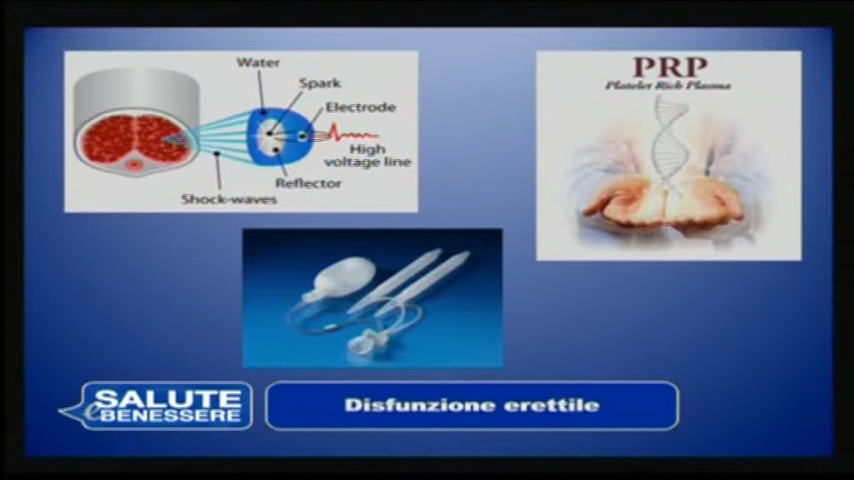 Water
Spark
Electrode
High
voltage line
Reflector
Shock-waves
PRP
Platelet Rich Plasma
SALUTE
e BENESSERE
Disfunzione erettile